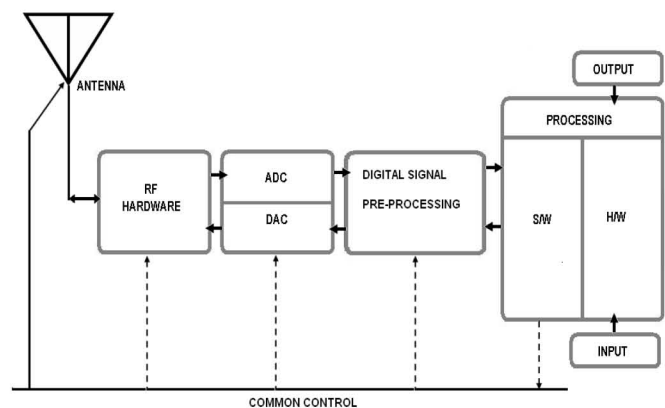 ANTENNA
OUTPUT
PROCESSING
RF
HARDWARE
ADC
DAC
DIGITAL SIGNAL
PRE-PROCESSING
S/W
H/W
INPUT
COMMON CONTROL